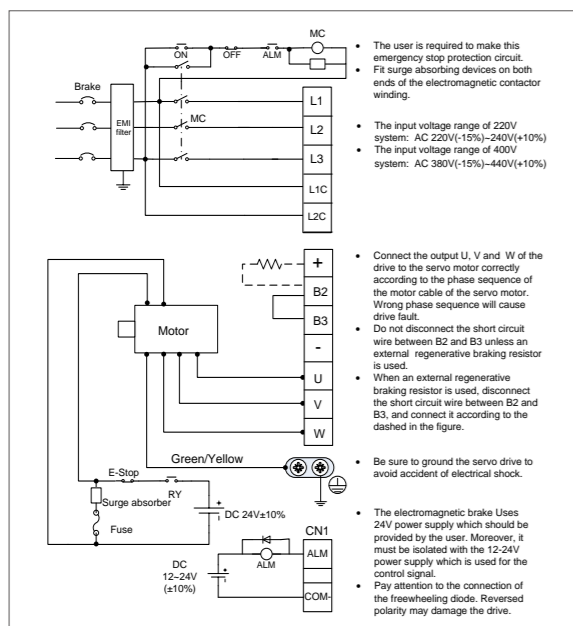 MC
ON
OFF
ALM
Brake
EMI
filter
MC
L1
L2
L3
L1C
L2C
• The user is required to make this
emergency stop protection circuit.
• Fit surge absorbing devices on both
ends of the electromagnetic contactor
winding.
• The input voltage range of 220V
system: AC 220V(-15%)~240V(+10%)
• The input voltage range of 400V
system: AC 380V(-15%)~440V(+10%)
+
B2
B3
-
U
V
W
Motor
Green/Yellow
• Connect the output U, V and W of the
drive to the servo motor correctly
according to the phase sequence of
the motor cable of the servo motor.
Wrong phase sequence will cause
drive fault.
• Do not disconnect the short circuit
wire between B2 and B3 unless an
external regenerative braking resistor
is used.
• When an external regenerative
braking resistor is used, disconnect
the short circuit wire between B2 and
B3, and connect it according to the
dashed in the figure.
• Be sure to ground the servo drive to
avoid accident of electrical shock.
E-Stop
RY
Surge absorber
Fuse
+
DC 24V±10%
CN1
DC
12~24V
(±10%)
+
ALM
ALM
COM-
• The electromagnetic brake Uses
24V power supply which should be
provided by the user. Moreover, it
must be isolated with the 12-24V
power supply which is used for the
control signal.
• Pay attention to the connection of
the freewheeling diode. Reversed
polarity may damage the drive.